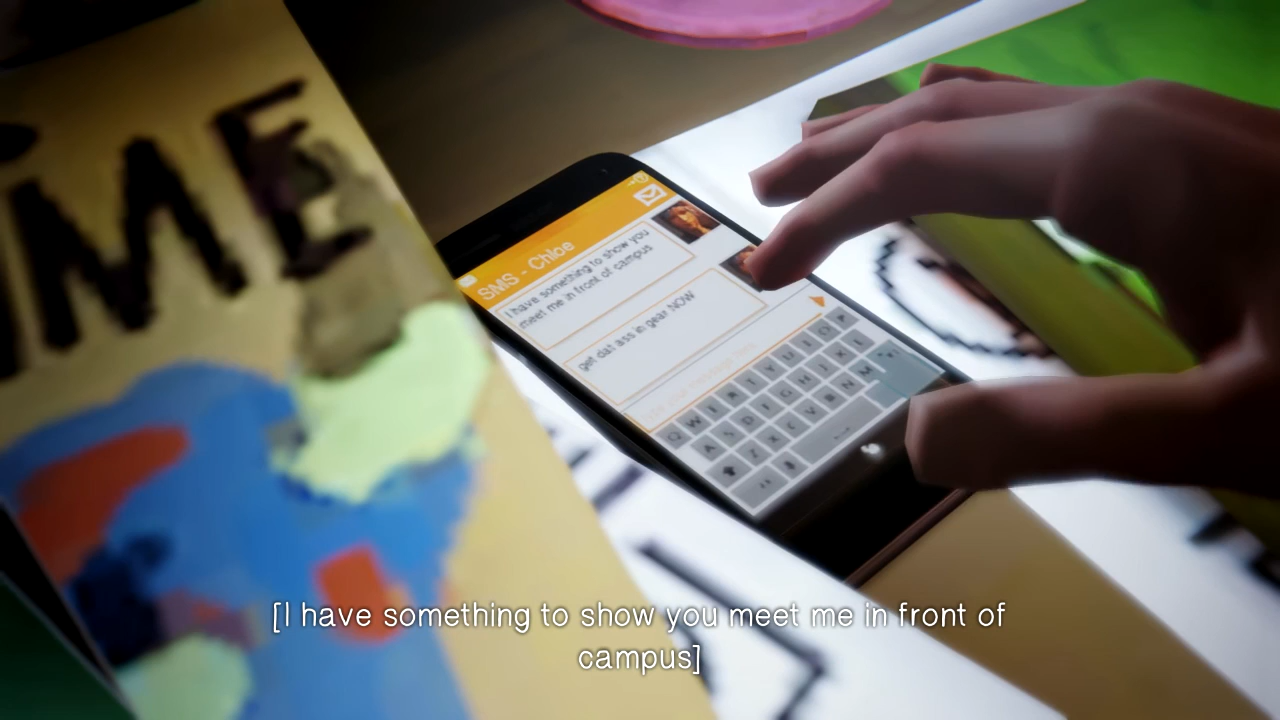 ME
SMS - Chloe
I have something to show you
meet me in front of campus
get dat ass in gear NOW
[I have something to show you meet me in front of
campus]